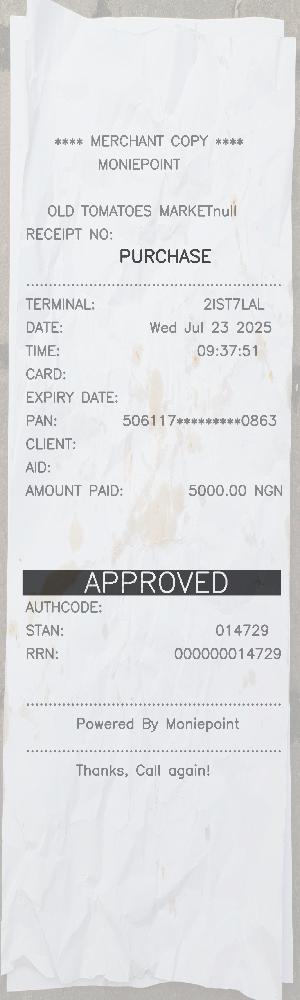 **** MERCHANT COPY ****
MONIEPOINT
OLD TOMATOES MARKETnull
RECEIPT NO:
PURCHASE
TERMINAL: 2IST7LAL
DATE: Wed Jul 23 2025
TIME: 09:37:51
CARD:
EXPIRY DATE:
PAN: 506117*********0863
CLIENT:
AID:
AMOUNT PAID: 5000.00 NGN
APPROVED
AUTHCODE:
STAN: 014729
RRN: 000000014729
Powered By Moniepoint
Thanks, Call again!